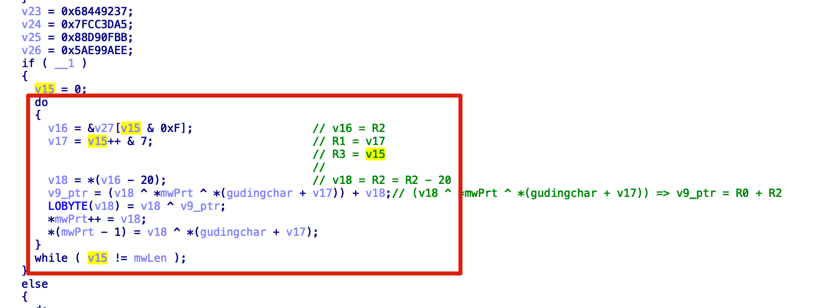 v23 = 0x68449237;
v24 = 0x7FCC3DA5;
v25 = 0x88D90FBB;
v26 = 0x5AE99AEE;
if ( __1 )
{
v15 = 0;
do
{
v16 = &v27[v15 & 0xF]; // v16 = R2
v17 = v15++ & 7; // R1 = v17
// R3 = v15
//
v18 = *(v16 - 20); // v18 = R2 = R2 - 20
v9_ptr = (v18 ^ *mwPrt ^ *(gudingchar + v17)) + v18;// (v18 ^ *mwPrt ^ *(gudingchar + v17)) => v9_ptr = R0 + R2
LOBYTE(v18) = v18 ^ v9_ptr;
*mwPrt++ = v18;
*(mwPrt - 1) = v18 ^ *(gudingchar + v17);
}
while ( v15 != mwLen );
}
else
{